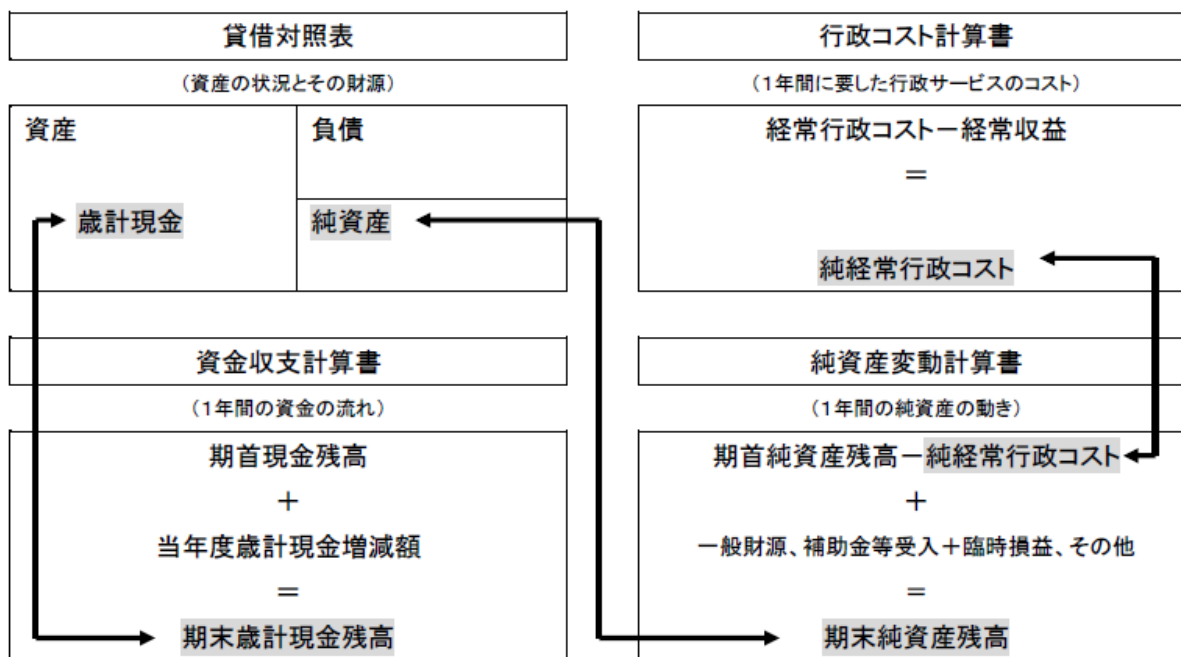 貸借対照表
(資産の状況とその財源)
資産
負債
歳計現金
純資産
行政コスト計算書
(1年間に要した行政サービスのコスト)
経常行政コスト－経常収益
＝
純経常行政コスト
資金収支計算書
(1年間の資金の流れ)
期首現金残高
＋
当年度歳計現金増減額
＝
期末歳計現金残高
純資産変動計算書
(1年間の純資産の動き)
期首純資産残高－純経常行政コスト
＋
一般財源、補助金等受入＋臨時損益、その他
＝
期末純資産残高